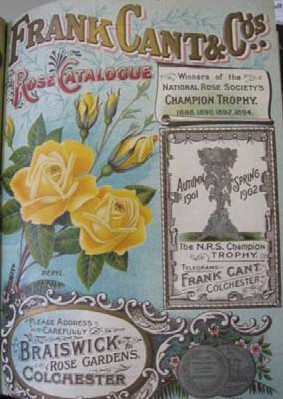 FRANK CANT & CO'S.
ROSE CATALOGUE
Winners of the
NATIONAL ROSE SOCIETY'S
CHAMPION TROPHY.
1888, 1890, 1892, 1894.
AUTUMN SPRING
1901 1902
The N.R.S. Champion
TROPHY.
TELEGRAMS
FRANK CANT
COLCHESTER
BERYL.
PLEASE ADDRESS
CAREFULLY
BRAISWICK
ROSE GARDENS.
COLCHESTER